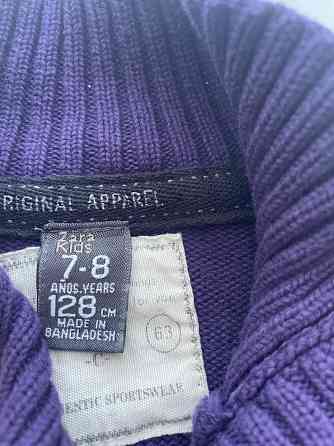 RIGINAL APPAREL
Zara
Kids
7-8
AÑOS.YEARS
128 CM
MADE IN
BANGLADESH
63
-C-
ENTIC SPORTSWEAR